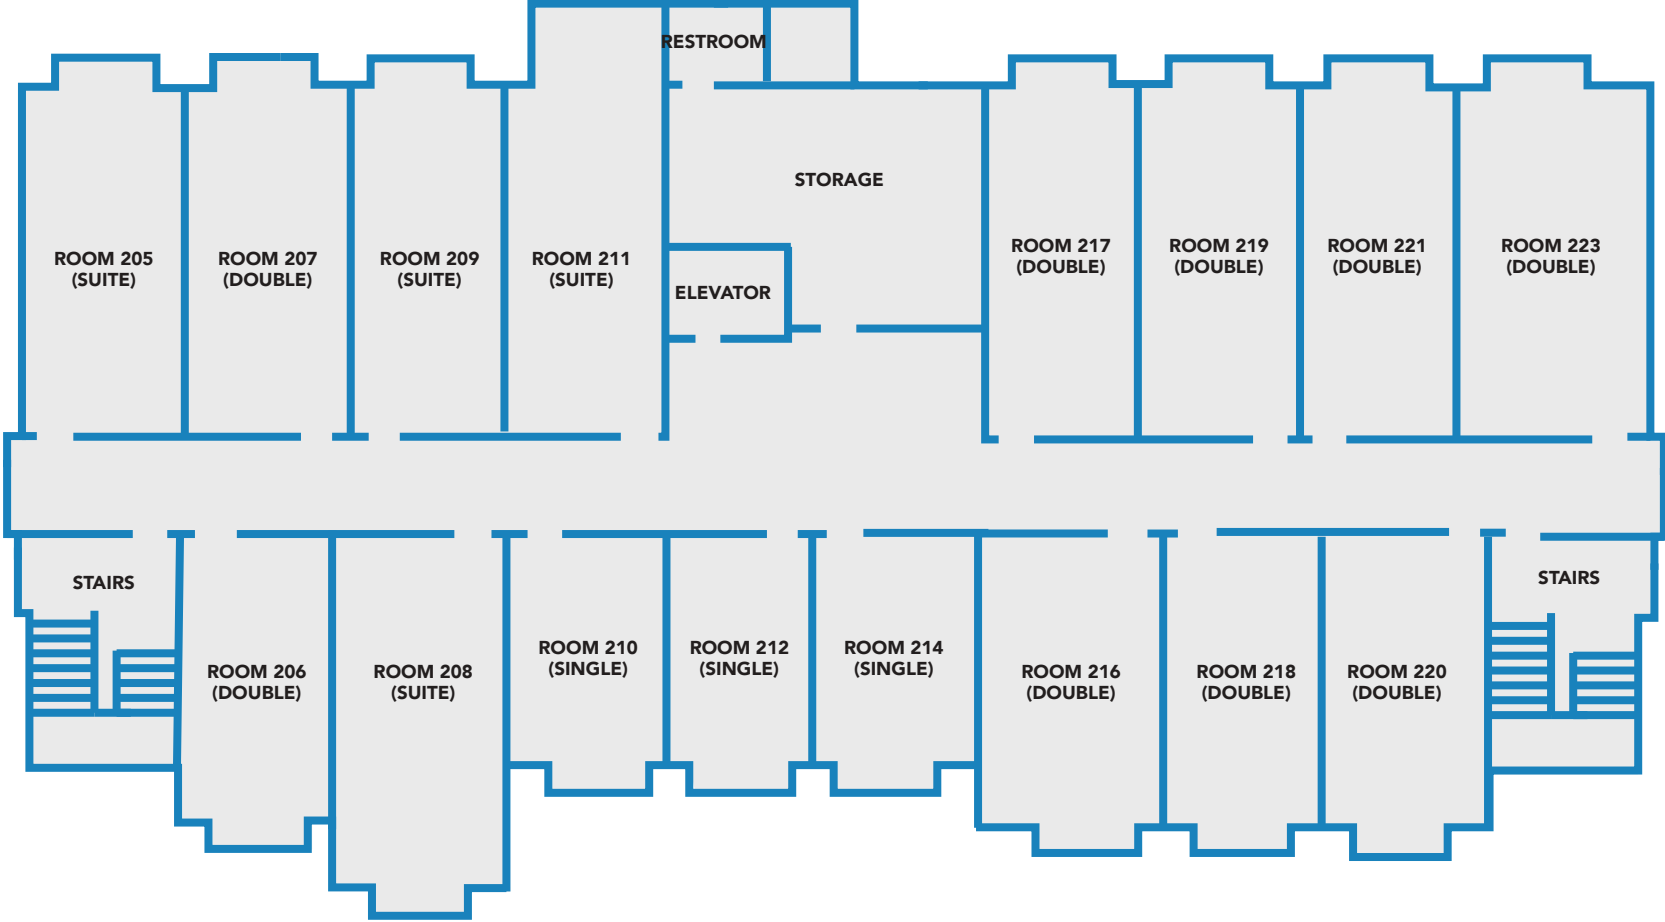 RESTROOM
STORAGE
ROOM 205
(SUITE)
ROOM 207
(DOUBLE)
ROOM 209
(SUITE)
ROOM 211
(SUITE)
ELEVATOR
ROOM 217
(DOUBLE)
ROOM 219
(DOUBLE)
ROOM 221
(DOUBLE)
ROOM 223
(DOUBLE)
STAIRS
ROOM 206
(DOUBLE)
ROOM 208
(SUITE)
ROOM 210
(SINGLE)
ROOM 212
(SINGLE)
ROOM 214
(SINGLE)
ROOM 216
(DOUBLE)
ROOM 218
(DOUBLE)
ROOM 220
(DOUBLE)
STAIRS